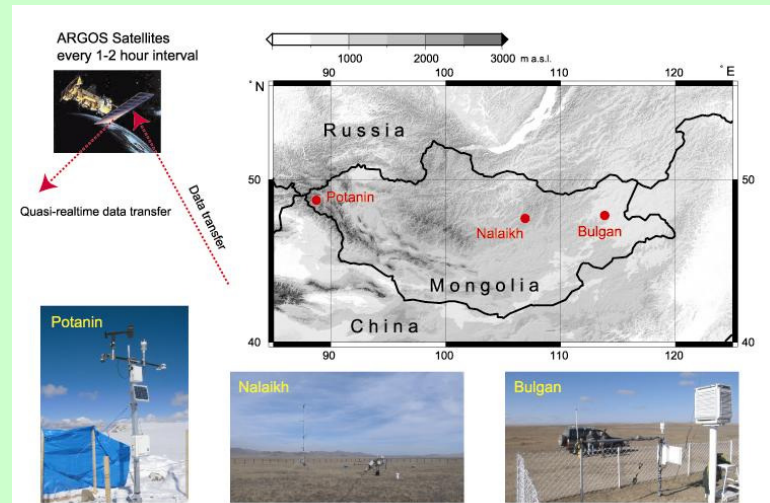 ARGOS Satellites
every 1-2 hour interval
1000 2000 3000 m a.s.l.
90 100 110 120 ° E
° N
Russia
50 50
Potanin
Nalaikh
Bulgan
Mongolia
China
40 40
90 100 110 120
Data transfer
Quasi-realtime data transfer
Potanin
Nalaikh
Bulgan